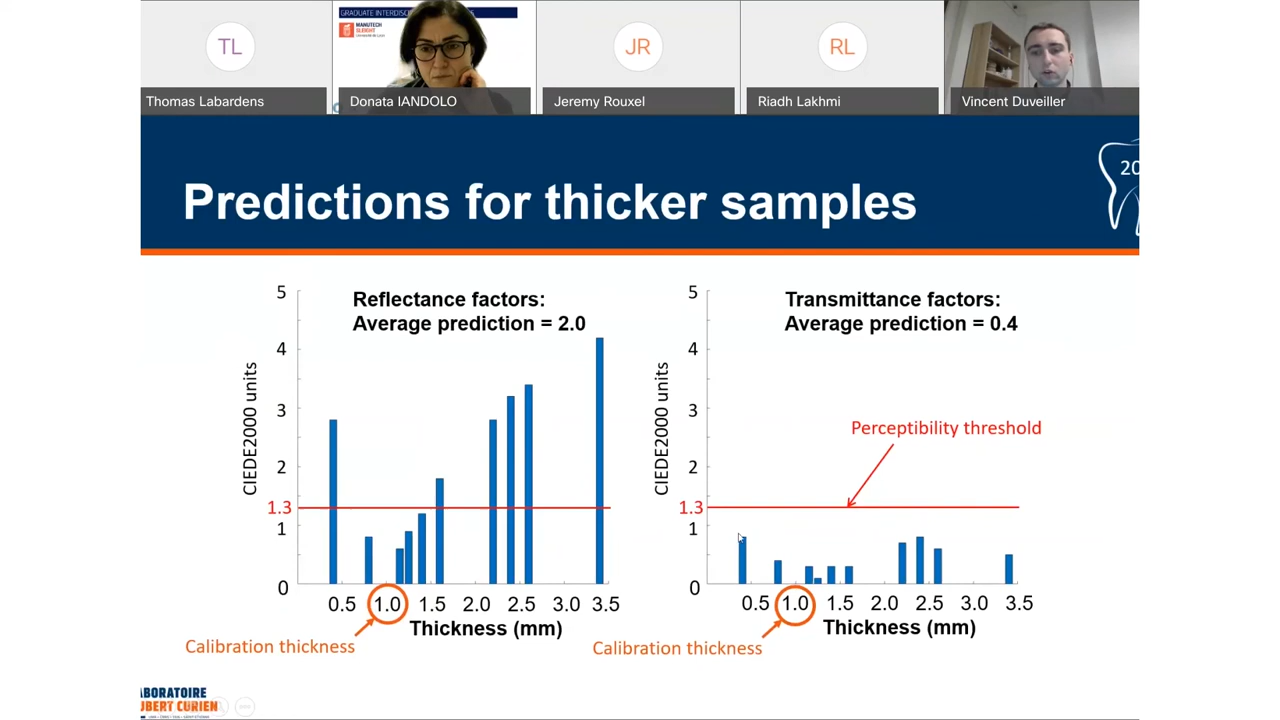 TL
GRADUATE INTERDISCI
MANUTECH
SLEIGHT
JR
RL
Thomas Labardens
Donata IANDOLO
Jeremy Rouxel
Riadh Lakhmi
Vincent Duveiller
Predictions for thicker samples
20
Reflectance factors:
Average prediction = 2.0
CIEDE2000 units
5
4
3
2
1.3
1
0
0.5 1.0 1.5 2.0 2.5 3.0 3.5
Thickness (mm)
Calibration thickness
Transmittance factors:
Average prediction = 0.4
Perceptibility threshold
CIEDE2000 units
5
4
3
2
1.3
1
0
0.5 1.0 1.5 2.0 2.5 3.0 3.5
Thickness (mm)
Calibration thickness
ABORATOIRE
UBERT CURIEN